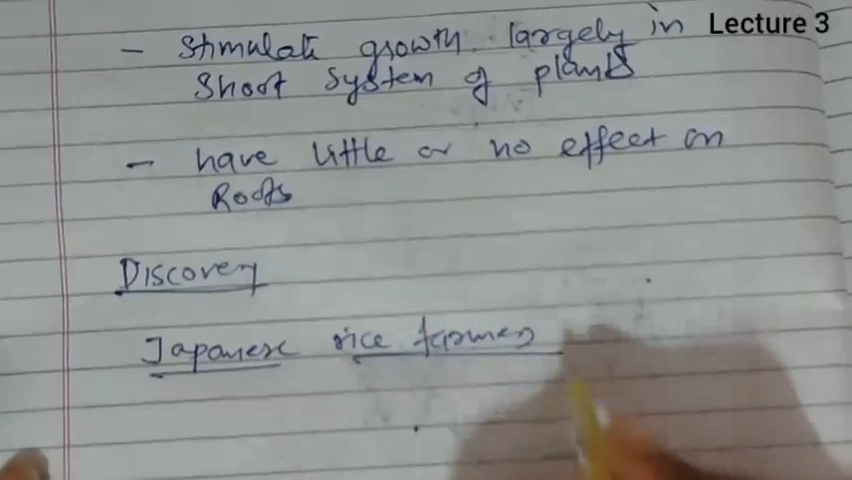 Lecture 3
- Stimulate growth largely in
Shoot System of plants
- have little or no effect on
Roots
Discovery
Japanese rice farmers